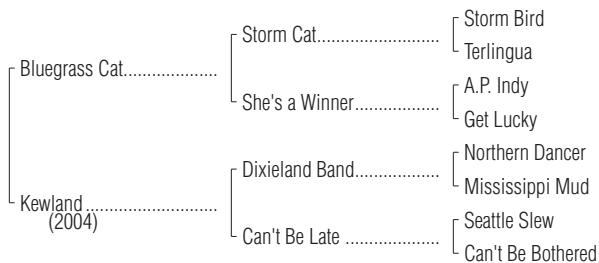 Storm Bird
Storm Cat..........................
Terlingua
Bluegrass Cat....................
A.P. Indy
She's a Winner..................
Get Lucky
Northern Dancer
Dixieland Band..................
Mississippi Mud
Kewland............................
(2004)
Seattle Slew
Can't Be Late ....................
Can't Be Bothered